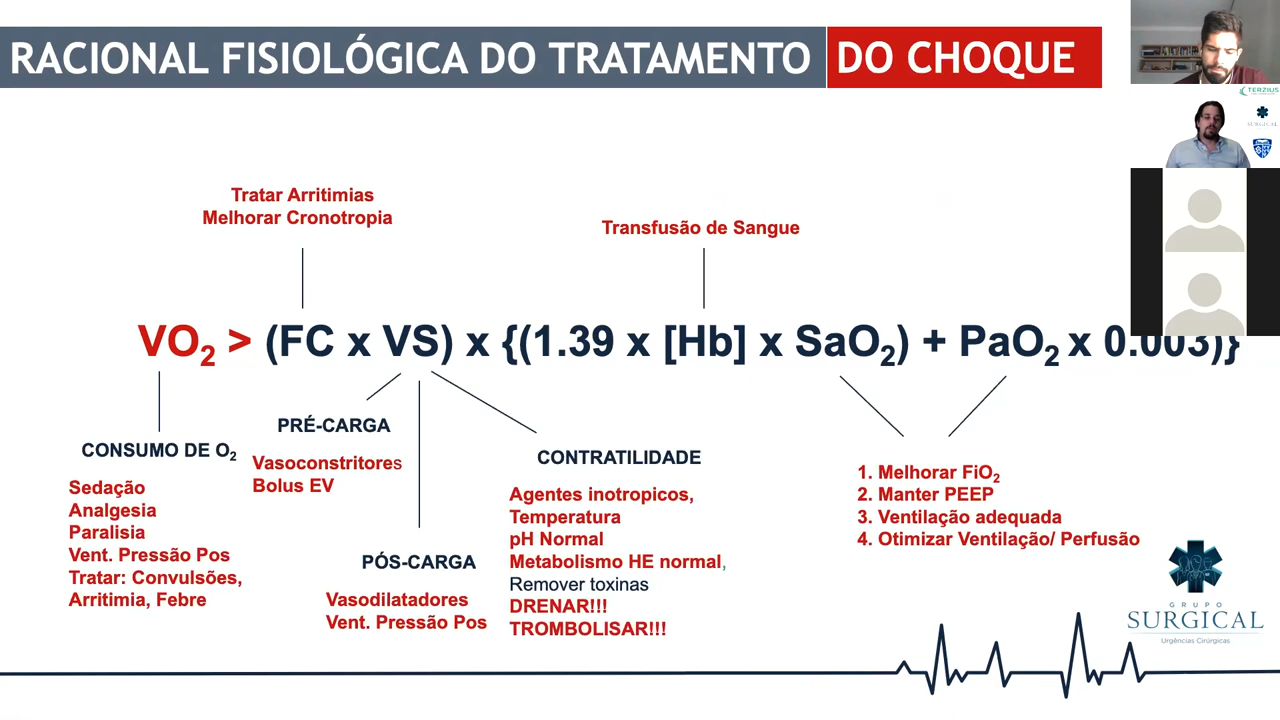 RACIONAL FISIOLÓGICA DO TRATAMENTO DO CHOQUE
TERZIUS
SURGICAL
Tratar Arritimias
Melhorar Cronotropia
Transfusão de Sangue
VO₂ > (FC x VS) x {(1.39 x [Hb] x SaO₂) + PaO₂ x 0.003)}
CONSUMO DE O₂
Sedação
Analgesia
Paralisia
Vent. Pressão Pos
Tratar: Convulsões,
Arritimia, Febre
PRÉ-CARGA
Vasoconstritores
Bolus EV
PÓS-CARGA
Vasodilatadores
Vent. Pressão Pos
CONTRATILIDADE
Agentes inotropicos,
Temperatura
pH Normal
Metabolismo HE normal,
Remover toxinas
DRENAR!!!
TROMBOLISAR!!!
1. Melhorar FiO₂
2. Manter PEEP
3. Ventilação adequada
4. Otimizar Ventilação/ Perfusão
GRUPO
SURGICAL
Urgências Cirúrgicas